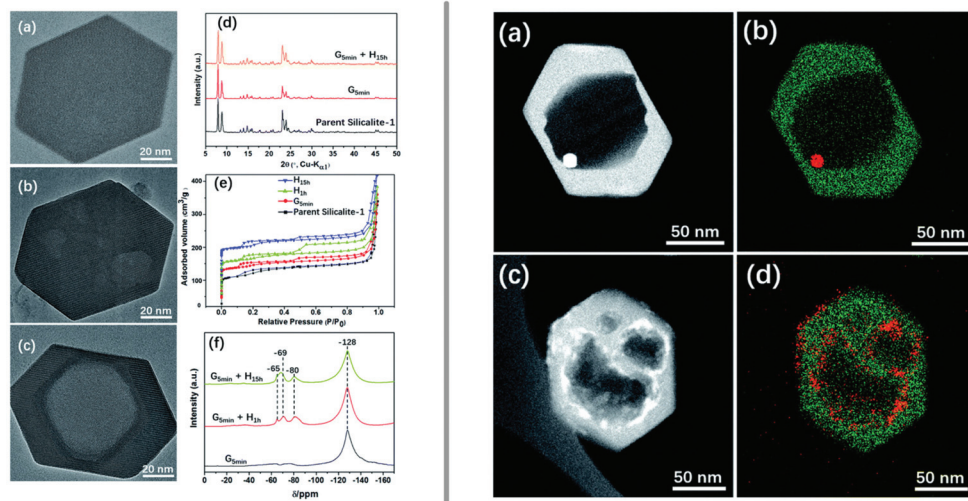 (a)
20 nm
(b)
20 nm
(c)
20 nm
(d)
Intensity (a.u.)
G5min + H15h
G5min
Parent Silicalite-1
5 10 15 20 25 30 35 40 45 50
2θ (°, Cu-Kα1)
(e)
Adsorbed volume (cm3/g)
400
300
200
100
0
H15h
H1h
G5min
Parent Silicalite-1
0.0 0.2 0.4 0.6 0.8 1.0
Relative Pressure (P/P0)
(f)
Intensity (a.u.)
-65
-69
-80
-128
G5min + H15h
G5min + H1h
G5min
0 -20 -40 -60 -80 -100 -120 -140 -160
δ/ppm
(a)
50 nm
(b)
50 nm
(c)
50 nm
(d)
50 nm